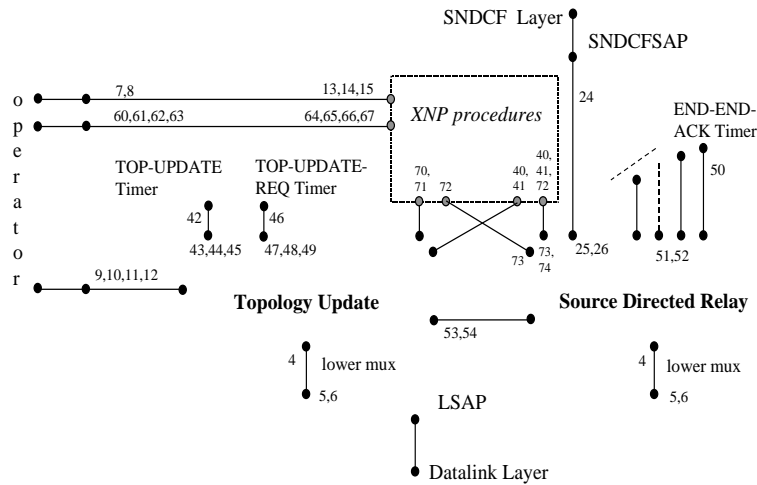 SNDCF Layer
SNDCFSAP
7,8
13,14,15
operator
60,61,62,63
64,65,66,67
XNP procedures
24
END-END-
ACK Timer
50
TOP-UPDATE
Timer
TOP-UPDATE-
REQ Timer
70,
71
72
40,
41
40,
41,
72
42
46
43,44,45
47,48,49
73
73,
74
25,26
51,52
9,10,11,12
Topology Update
Source Directed Relay
53,54
4
lower mux
5,6
4
lower mux
5,6
LSAP
Datalink Layer